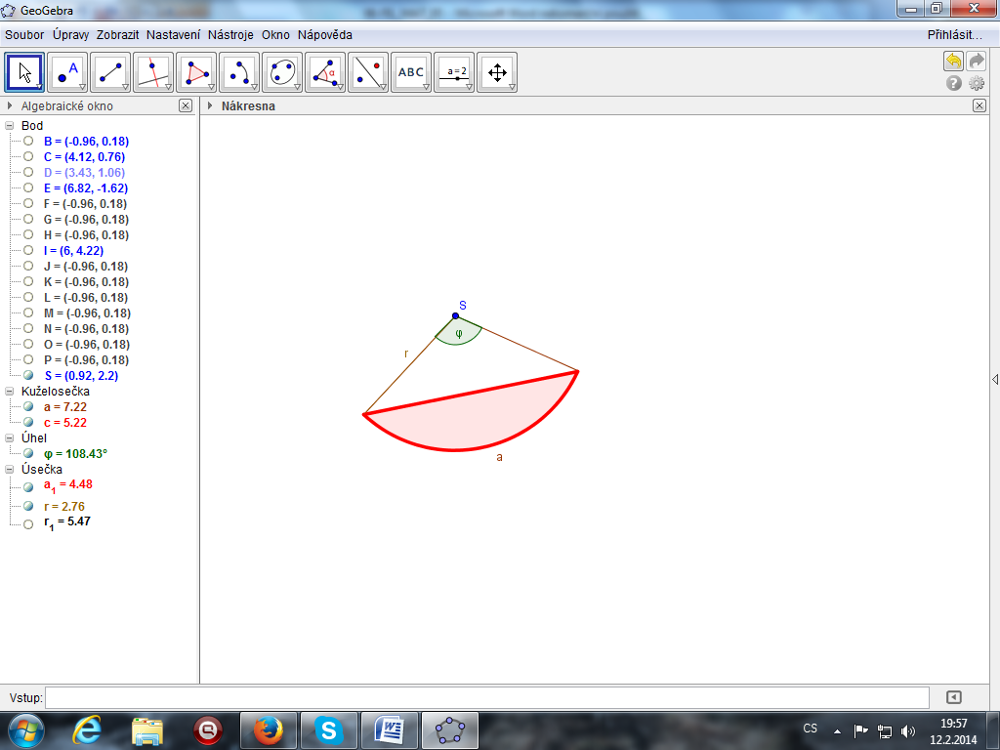 GeoGebra
Soubor Úpravy Zobrazit Nastavení Nástroje Okno Nápověda Přihlásit...
A α ABC a=2
Algebraické okno
Nákresna
Bod
B = (-0.96, 0.18)
C = (4.12, 0.76)
D = (3.43, 1.06)
E = (6.82, -1.62)
F = (-0.96, 0.18)
G = (-0.96, 0.18)
H = (-0.96, 0.18)
I = (6, 4.22)
J = (-0.96, 0.18)
K = (-0.96, 0.18)
L = (-0.96, 0.18)
M = (-0.96, 0.18)
N = (-0.96, 0.18)
O = (-0.96, 0.18)
P = (-0.96, 0.18)
S = (0.92, 2.2)
Kuželosečka
a = 7.22
c = 5.22
Úhel
φ = 108.43°
Úsečka
a₁ = 4.48
r = 2.76
r₁ = 5.47
S
φ
r
a
Vstup:
CS
19:57
12.2.2014